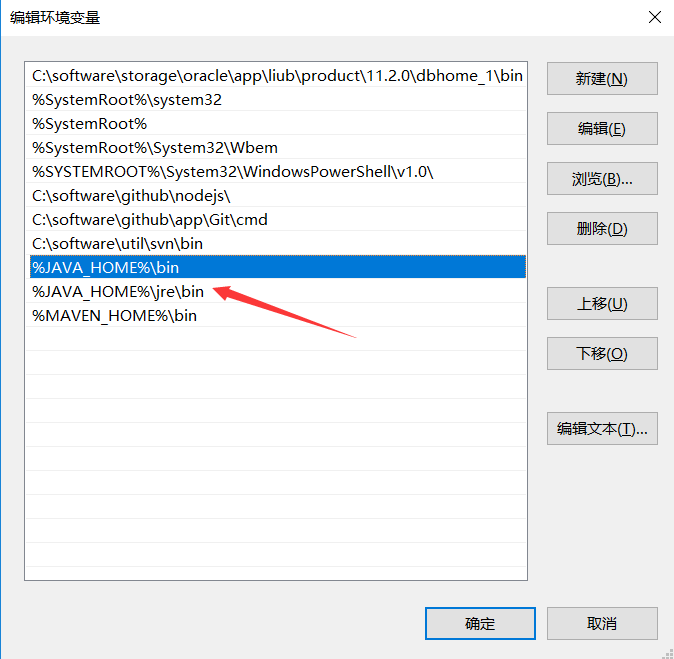 编辑环境变量
C:\software\storage\oracle\app\liub\product\11.2.0\dbhome_1\bin
%SystemRoot%\system32
%SystemRoot%
%SystemRoot%\System32\Wbem
%SYSTEMROOT%\System32\WindowsPowerShell\v1.0\
C:\software\github\nodejs\
C:\software\github\app\Git\cmd
C:\software\util\svn\bin
%JAVA_HOME%\bin
%JAVA_HOME%\jre\bin
%MAVEN_HOME%\bin
新建(N)
编辑(E)
浏览(B)...
删除(D)
上移(U)
下移(O)
编辑文本(T)...
确定
取消